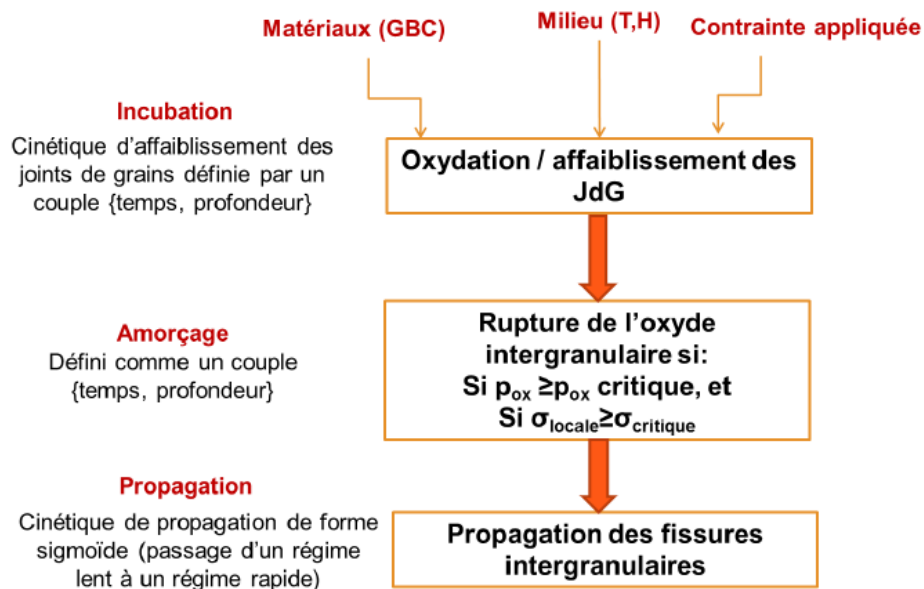 Matériaux (GBC)
Milieu (T,H)
Contrainte appliquée
Incubation
Cinétique d’affaiblissement des
joints de grains définie par un
couple {temps, profondeur}
Oxydation / affaiblissement des
JdG
Amorçage
Défini comme un couple
{temps, profondeur}
Rupture de l’oxyde
intergranulaire si:
Si pox ≥pox critique, et
Si σlocale≥σcritique
Propagation
Cinétique de propagation de forme
sigmoïde (passage d’un régime
lent à un régime rapide)
Propagation des fissures
intergranulaires